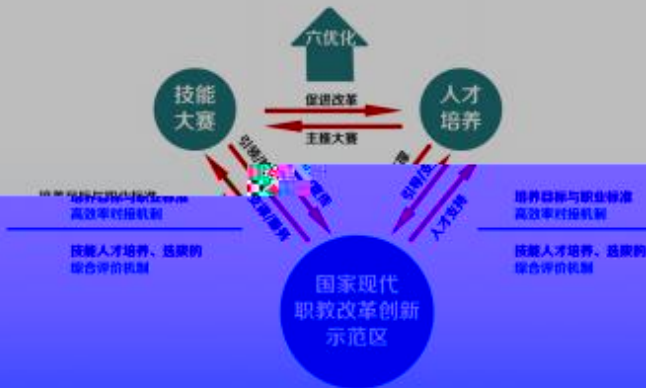 六优化
技能
大赛
促进改革
主推大赛
人才
培养
人才支持
培养目标与职业标准
高效率对接机制
技能人才培养、选拔的
综合评价机制
培养目标与职业标准
高效率对接机制
技能人才培养、选拔的
综合评价机制
国家现代
职教改革创新
示范区